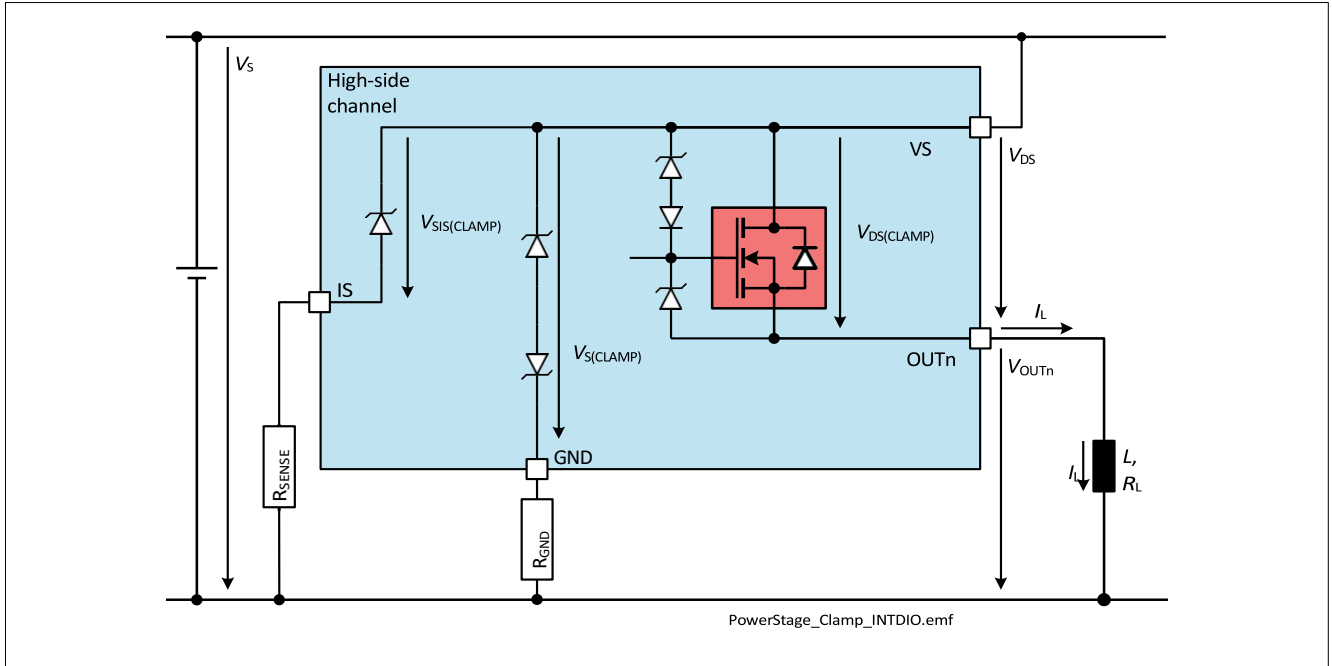 VS
High-side
channel
VS
VDS
VSIS(CLAMP)
VDS(CLAMP)
IS
IL
VS(CLAMP)
OUTn
VOUTn
GND
RSENSE
RGND
IL
L,
RL
PowerStage_Clamp_INTDIO.emf